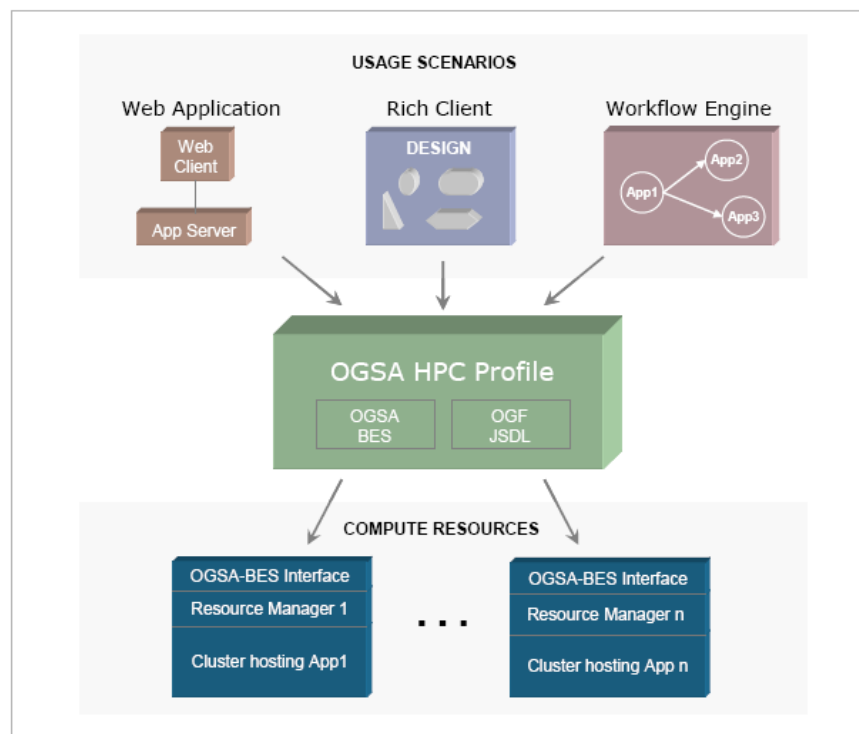 USAGE SCENARIOS
Web Application
Rich Client
Workflow Engine
Web
Client
App Server
DESIGN
App1
App2
App3
OGSA HPC Profile
OGSA
BES
OGF
JSDL
COMPUTE RESOURCES
OGSA-BES Interface
Resource Manager 1
Cluster hosting App1
...
OGSA-BES Interface
Resource Manager n
Cluster hosting App n